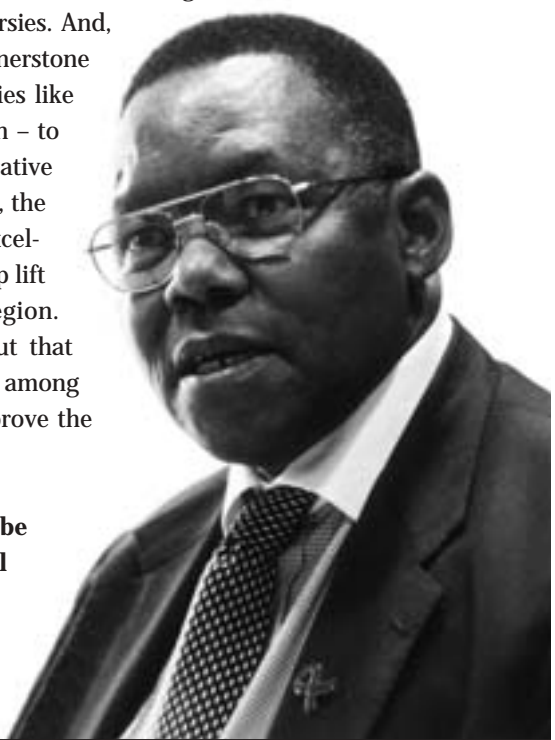 rsies. And,
nerstone
ies like
– to
ative
, the
xcel-
lift
egion.
ut that
among
rove the
be